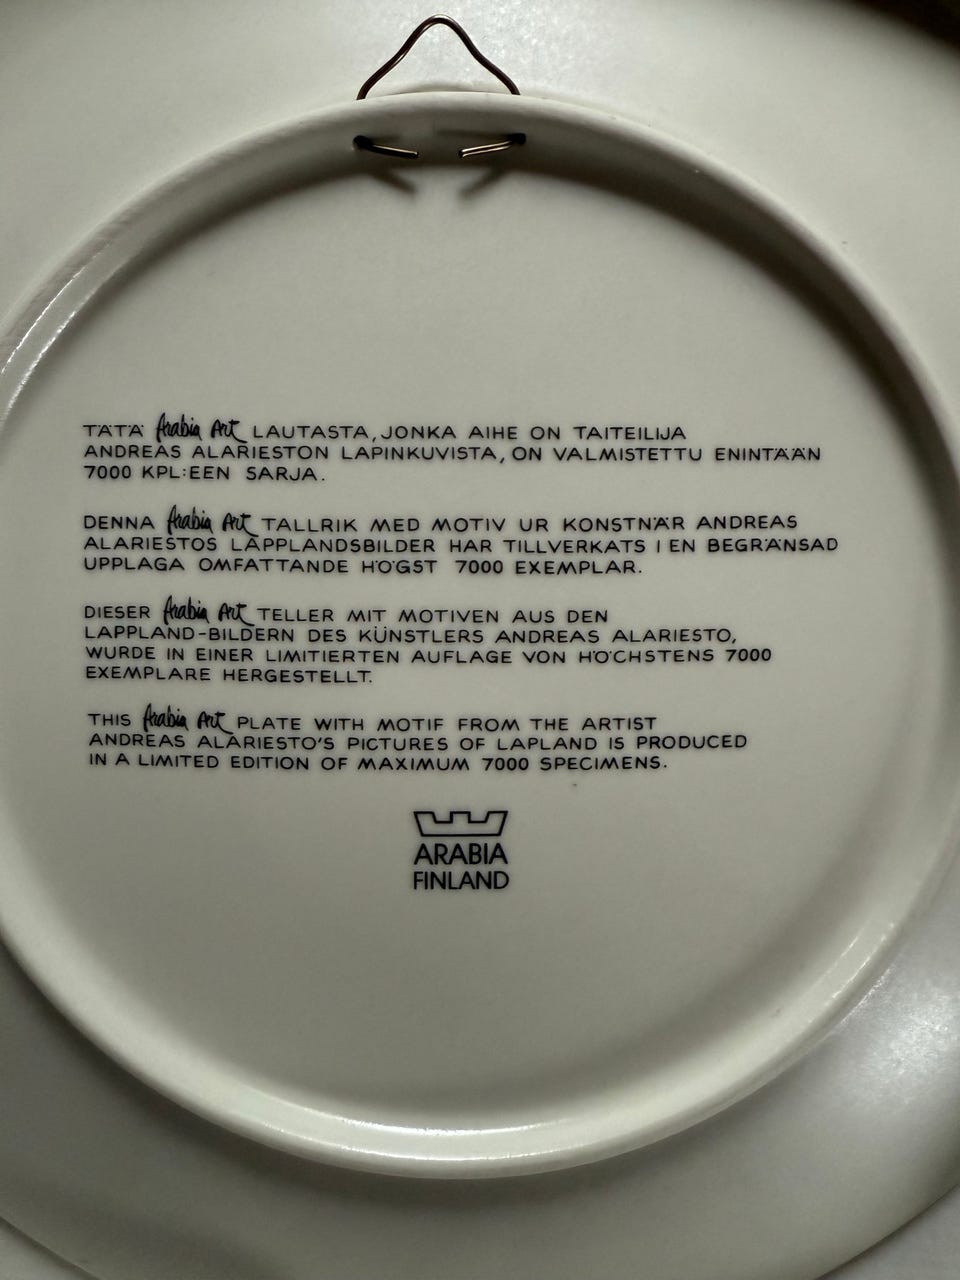 TÄTÄ Arabia Art LAUTASTA, JONKA AIHE ON TAITEILIJA
ANDREAS ALARIESTON LAPINKUVISTA, ON VALMISTETTU ENINTÄÄN
7000 KPL:EEN SARJA.
DENNA Arabia Art TALLRIK MED MOTIV UR KONSTNÄR ANDREAS
ALARIESTOS LAPPLANDSBILDER HAR TILLVERKATS I EN BEGRÄNSAD
UPPLAGA OMFATTANDE HÖGST 7000 EXEMPLAR.
DIESER Arabia Art TELLER MIT MOTIVEN AUS DEN
LAPPLAND-BILDERN DES KÜNSTLERS ANDREAS ALARIESTO,
WURDE IN EINER LIMITIERTEN AUFLAGE VON HÖCHSTENS 7000
EXEMPLARE HERGESTELLT.
THIS Arabia Art PLATE WITH MOTIF FROM THE ARTIST
ANDREAS ALARIESTO'S PICTURES OF LAPLAND IS PRODUCED
IN A LIMITED EDITION OF MAXIMUM 7000 SPECIMENS.
ARABIA
FINLAND